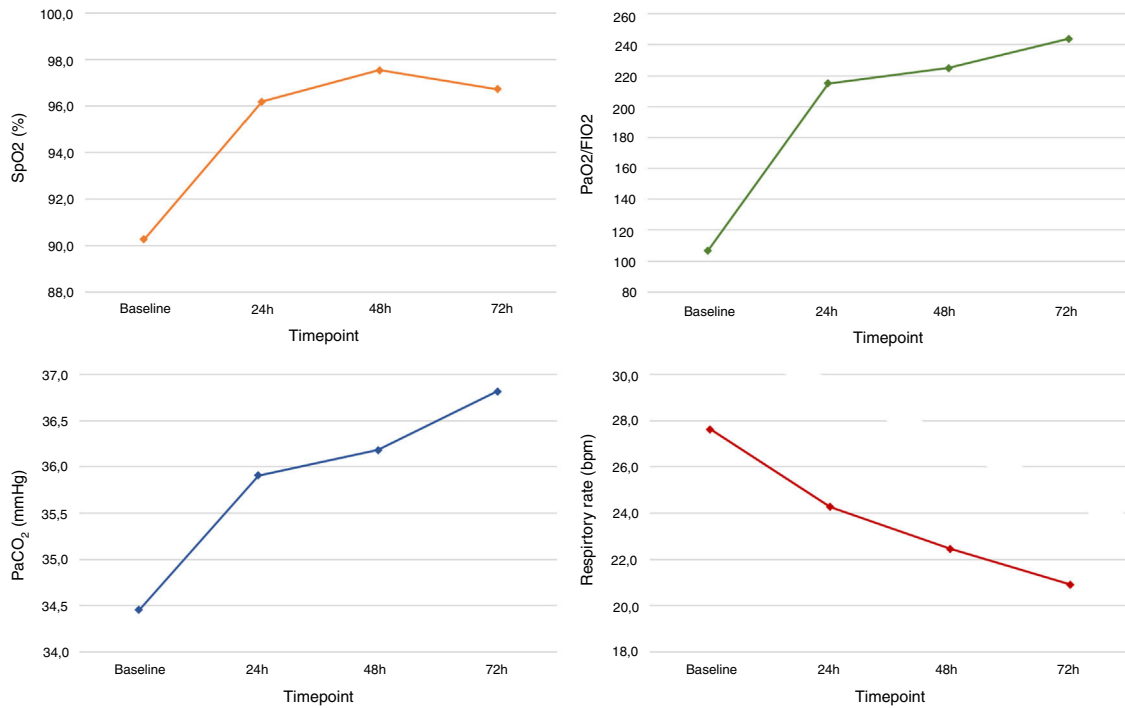 100,0
98,0
96,0
94,0
92,0
90,0
88,0
SpO2 (%)
Baseline 24h 48h 72h
Timepoint
260
240
220
200
180
160
140
120
100
80
PaO2/FIO2
Baseline 24h 48h 72h
Timepoint
37,0
36,5
36,0
35,5
35,0
34,5
34,0
PaCO2 (mmHg)
Baseline 24h 48h 72h
Timepoint
30,0
28,0
26,0
24,0
22,0
20,0
18,0
Respirtory rate (bpm)
Baseline 24h 48h 72h
Timepoint